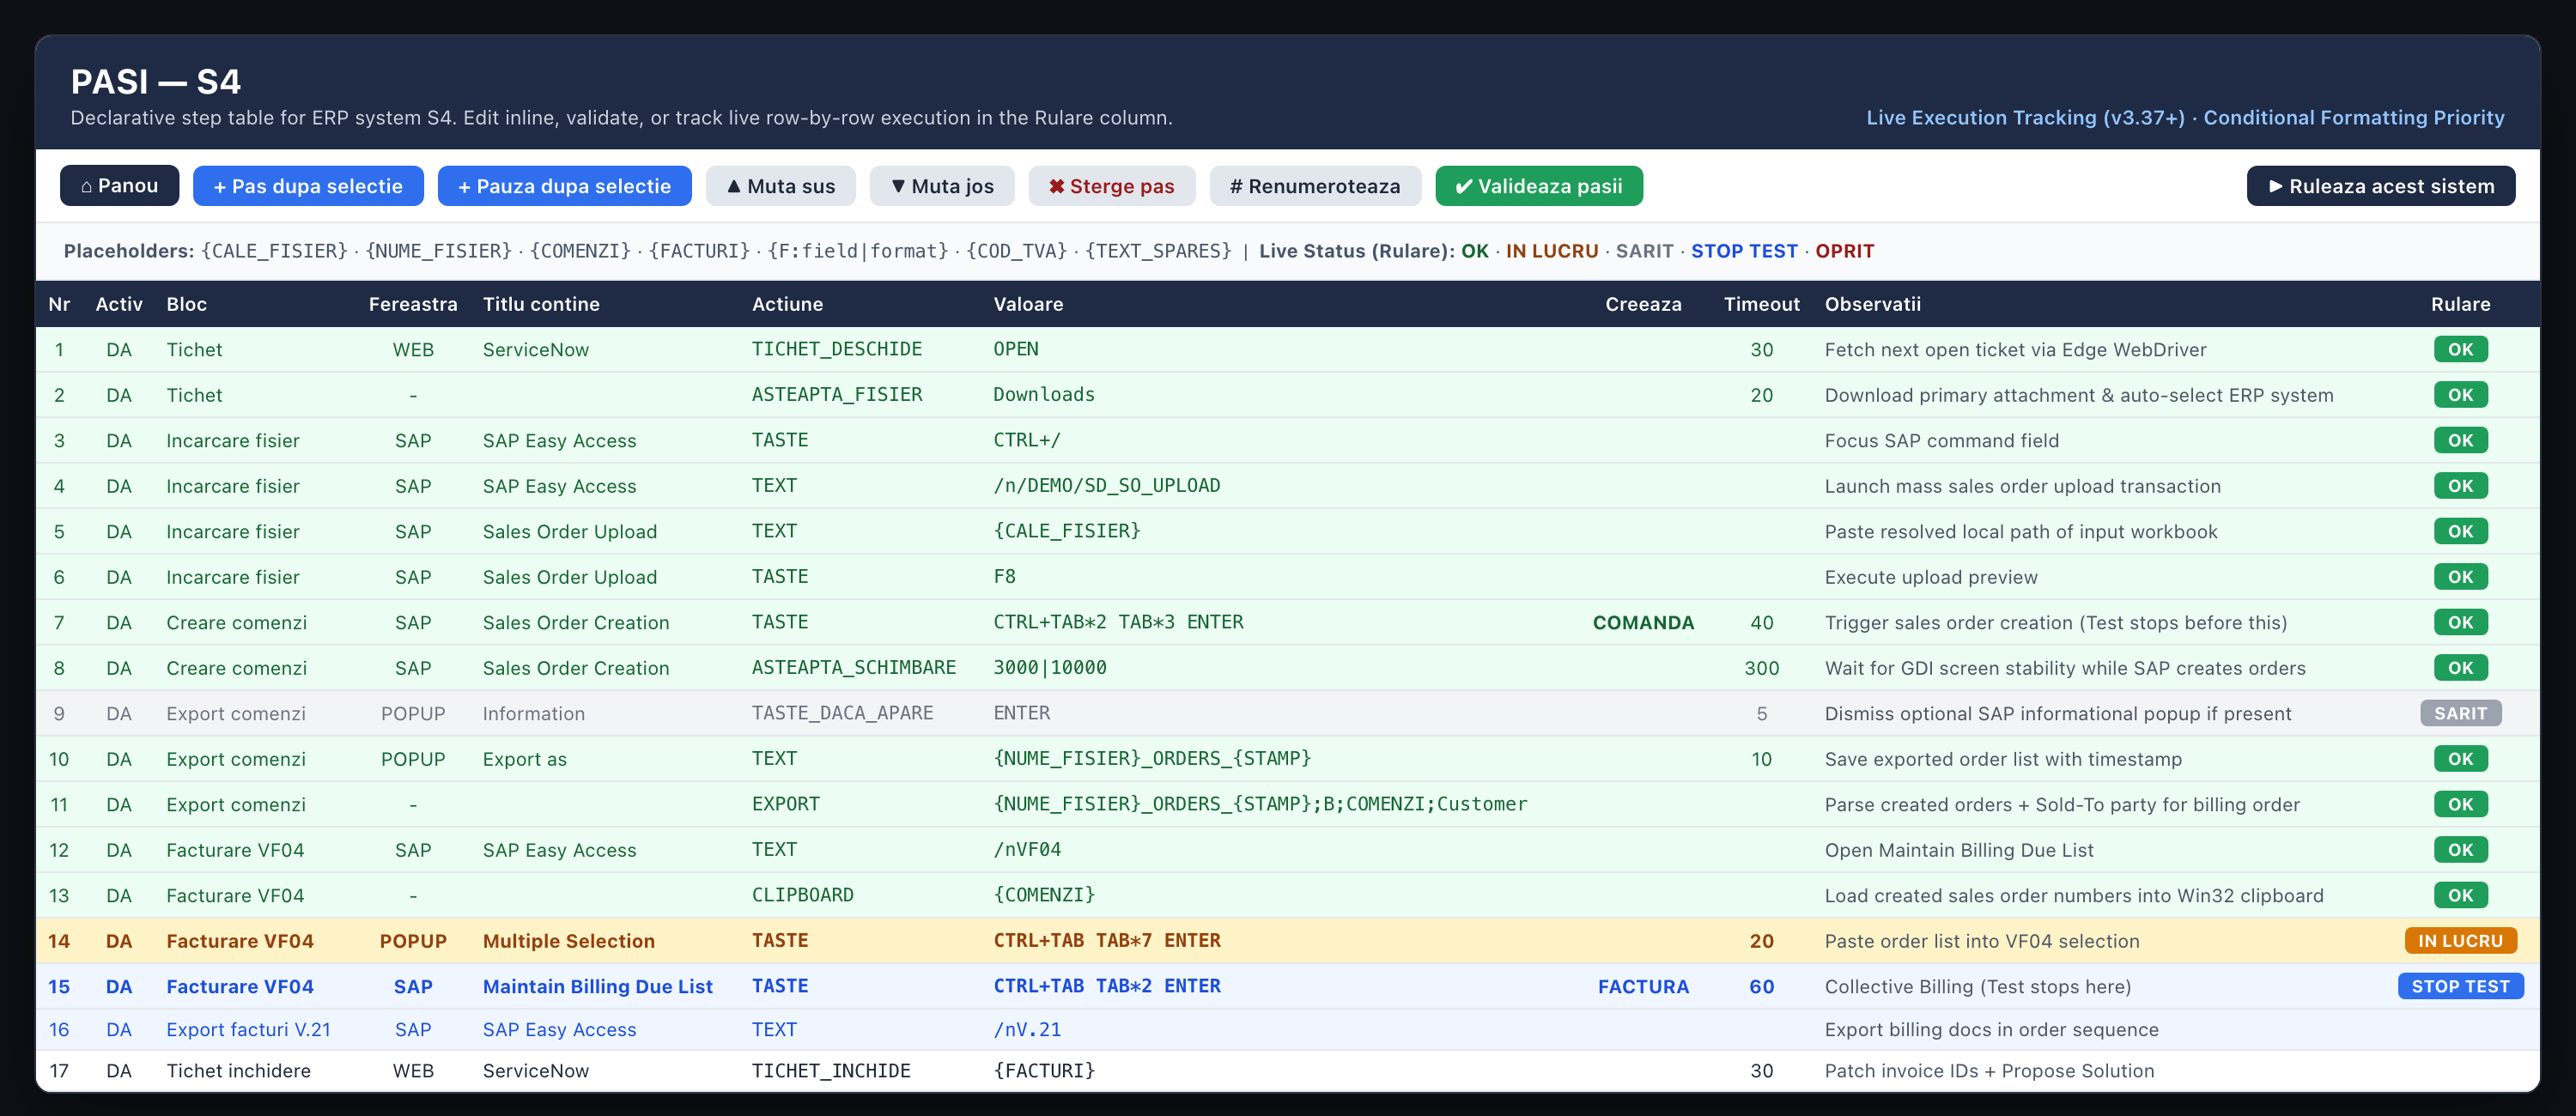 PASI — S4
Declarative step table for ERP system S4. Edit inline, validate, or track live row-by-row execution in the Rulare column.
Live Execution Tracking (v3.37+) · Conditional Formatting Priority
⌂ Panou + Pas dupa selectie + Pauza dupa selectie ▲ Muta sus ▼ Muta jos ✖ Sterge pas # Renumeroteaza ✔ Valideaza pasii ▶ Ruleaza acest sistem
Placeholders: {CALE_FISIER} · {NUME_FISIER} · {COMENZI} · {FACTURI} · {F:field|format} · {COD_TVA} · {TEXT_SPARES} | Live Status (Rulare): OK · IN LUCRU · SARIT · STOP TEST · OPRIT
Nr Activ Bloc Fereastra Titlu contine Actiune Valoare Creeaza Timeout Observatii Rulare
1 DA Tichet WEB ServiceNow TICHET_DESCHIDE OPEN 30 Fetch next open ticket via Edge WebDriver OK
2 DA Tichet - ASTEAPTA_FISIER Downloads 20 Download primary attachment & auto-select ERP system OK
3 DA Incarcare fisier SAP SAP Easy Access TASTE CTRL+/ Focus SAP command field OK
4 DA Incarcare fisier SAP SAP Easy Access TEXT /n/DEMO/SD_SO_UPLOAD Launch mass sales order upload transaction OK
5 DA Incarcare fisier SAP Sales Order Upload TEXT {CALE_FISIER} Paste resolved local path of input workbook OK
6 DA Incarcare fisier SAP Sales Order Upload TASTE F8 Execute upload preview OK
7 DA Creare comenzi SAP Sales Order Creation TASTE CTRL+TAB*2 TAB*3 ENTER COMANDA 40 Trigger sales order creation (Test stops before this) OK
8 DA Creare comenzi SAP Sales Order Creation ASTEAPTA_SCHIMBARE 3000|10000 300 Wait for GDI screen stability while SAP creates orders OK
9 DA Export comenzi POPUP Information TASTE_DACA_APARE ENTER 5 Dismiss optional SAP informational popup if present SARIT
10 DA Export comenzi POPUP Export as TEXT {NUME_FISIER}_ORDERS_{STAMP} 10 Save exported order list with timestamp OK
11 DA Export comenzi - EXPORT {NUME_FISIER}_ORDERS_{STAMP};B;COMENZI;Customer Parse created orders + Sold-To party for billing order OK
12 DA Facturare VF04 SAP SAP Easy Access TEXT /nVF04 Open Maintain Billing Due List OK
13 DA Facturare VF04 - CLIPBOARD {COMENZI} Load created sales order numbers into Win32 clipboard OK
14 DA Facturare VF04 POPUP Multiple Selection TASTE CTRL+TAB TAB*7 ENTER 20 Paste order list into VF04 selection IN LUCRU
15 DA Facturare VF04 SAP Maintain Billing Due List TASTE CTRL+TAB TAB*2 ENTER FACTURA 60 Collective Billing (Test stops here) STOP TEST
16 DA Export facturi V.21 SAP SAP Easy Access TEXT /nV.21 Export billing docs in order sequence
17 DA Tichet inchidere WEB ServiceNow TICHET_INCHIDE {FACTURI} 30 Patch invoice IDs + Propose Solution